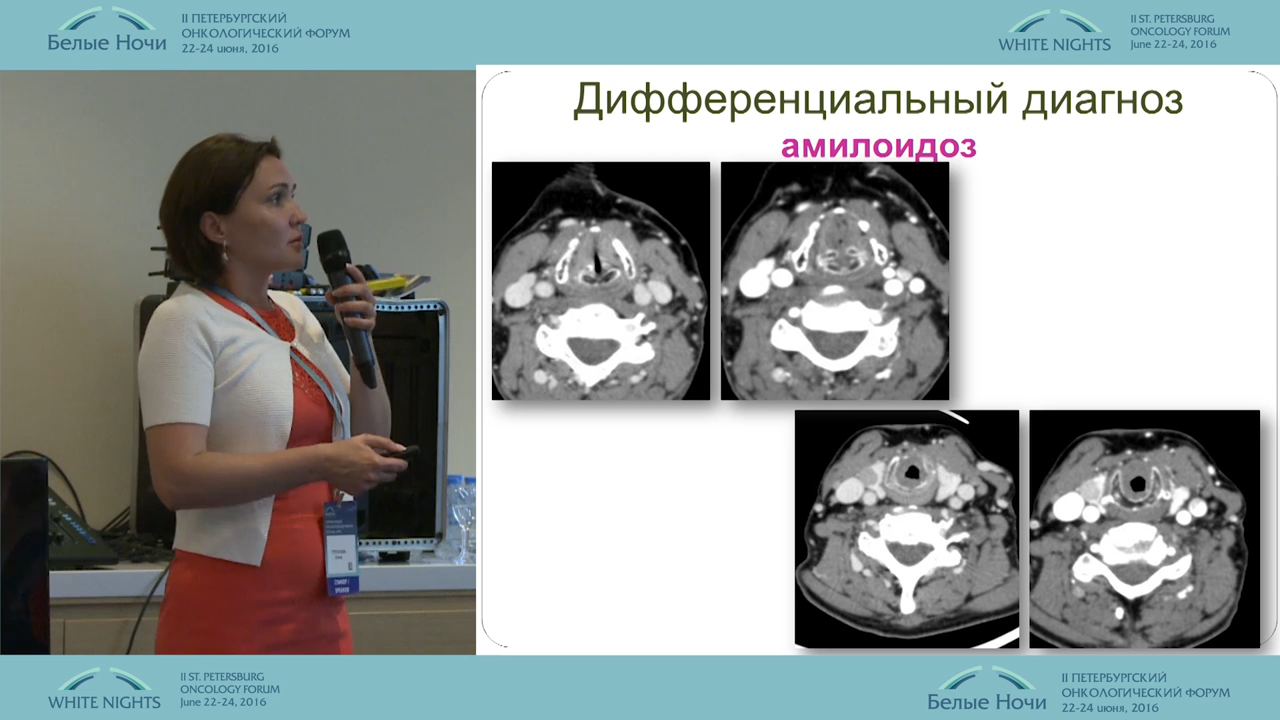 Белые Ночи
II ПЕТЕРБУРГСКИЙ
ОНКОЛОГИЧЕСКИЙ ФОРУМ
22-24 июня, 2016
WHITE NIGHTS
II ST. PETERSBURG
ONCOLOGY FORUM
June 22-24, 2016
Дифференциальный диагноз
амилоидоз
WHITE NIGHTS
II ST. PETERSBURG
ONCOLOGY FORUM
June 22-24, 2016
Белые Ночи
II ПЕТЕРБУРГСКИЙ
ОНКОЛОГИЧЕСКИЙ ФОРУМ
22-24 июня, 2016